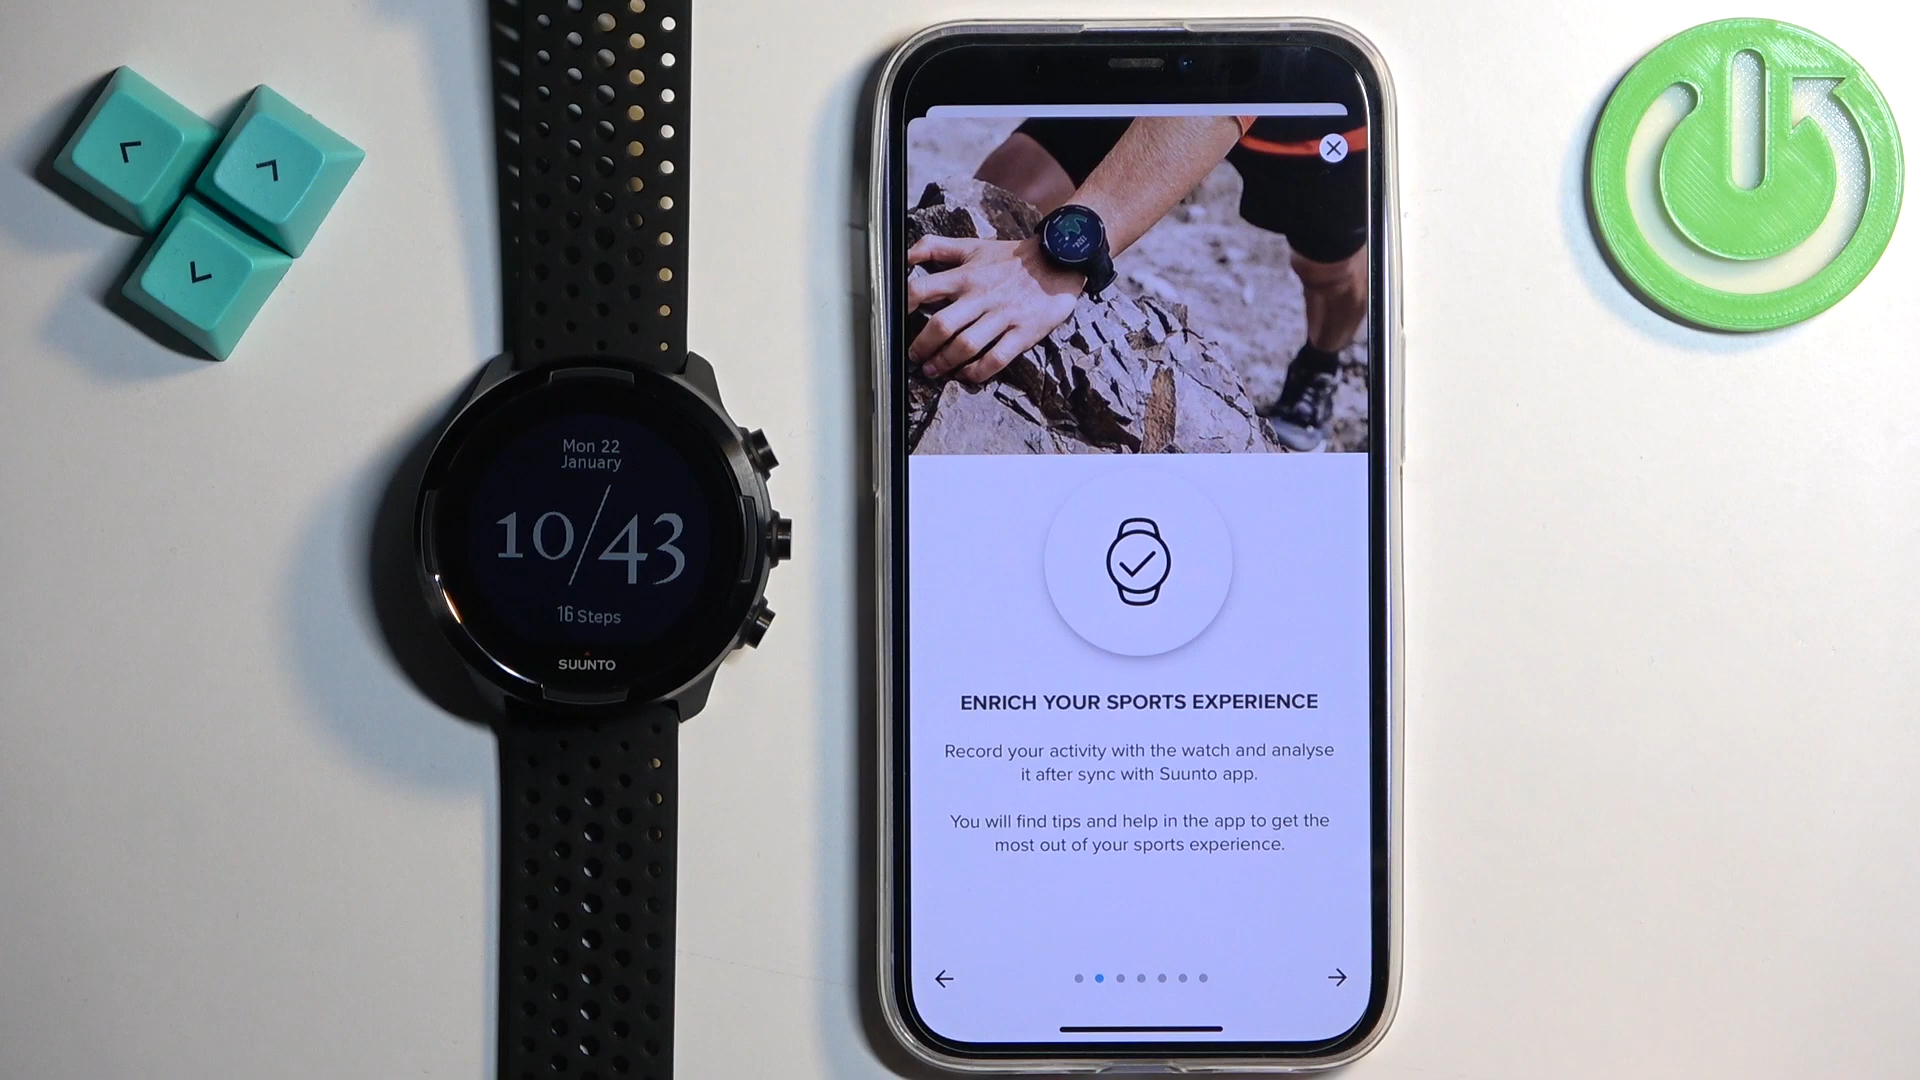 Mon 22
January
10/43
16 Steps
SUUNTO
ENRICH YOUR SPORTS EXPERIENCE
Record your activity with the watch and analyse
it after sync with Suunto app.
You will find tips and help in the app to get the
most out of your sports experience.